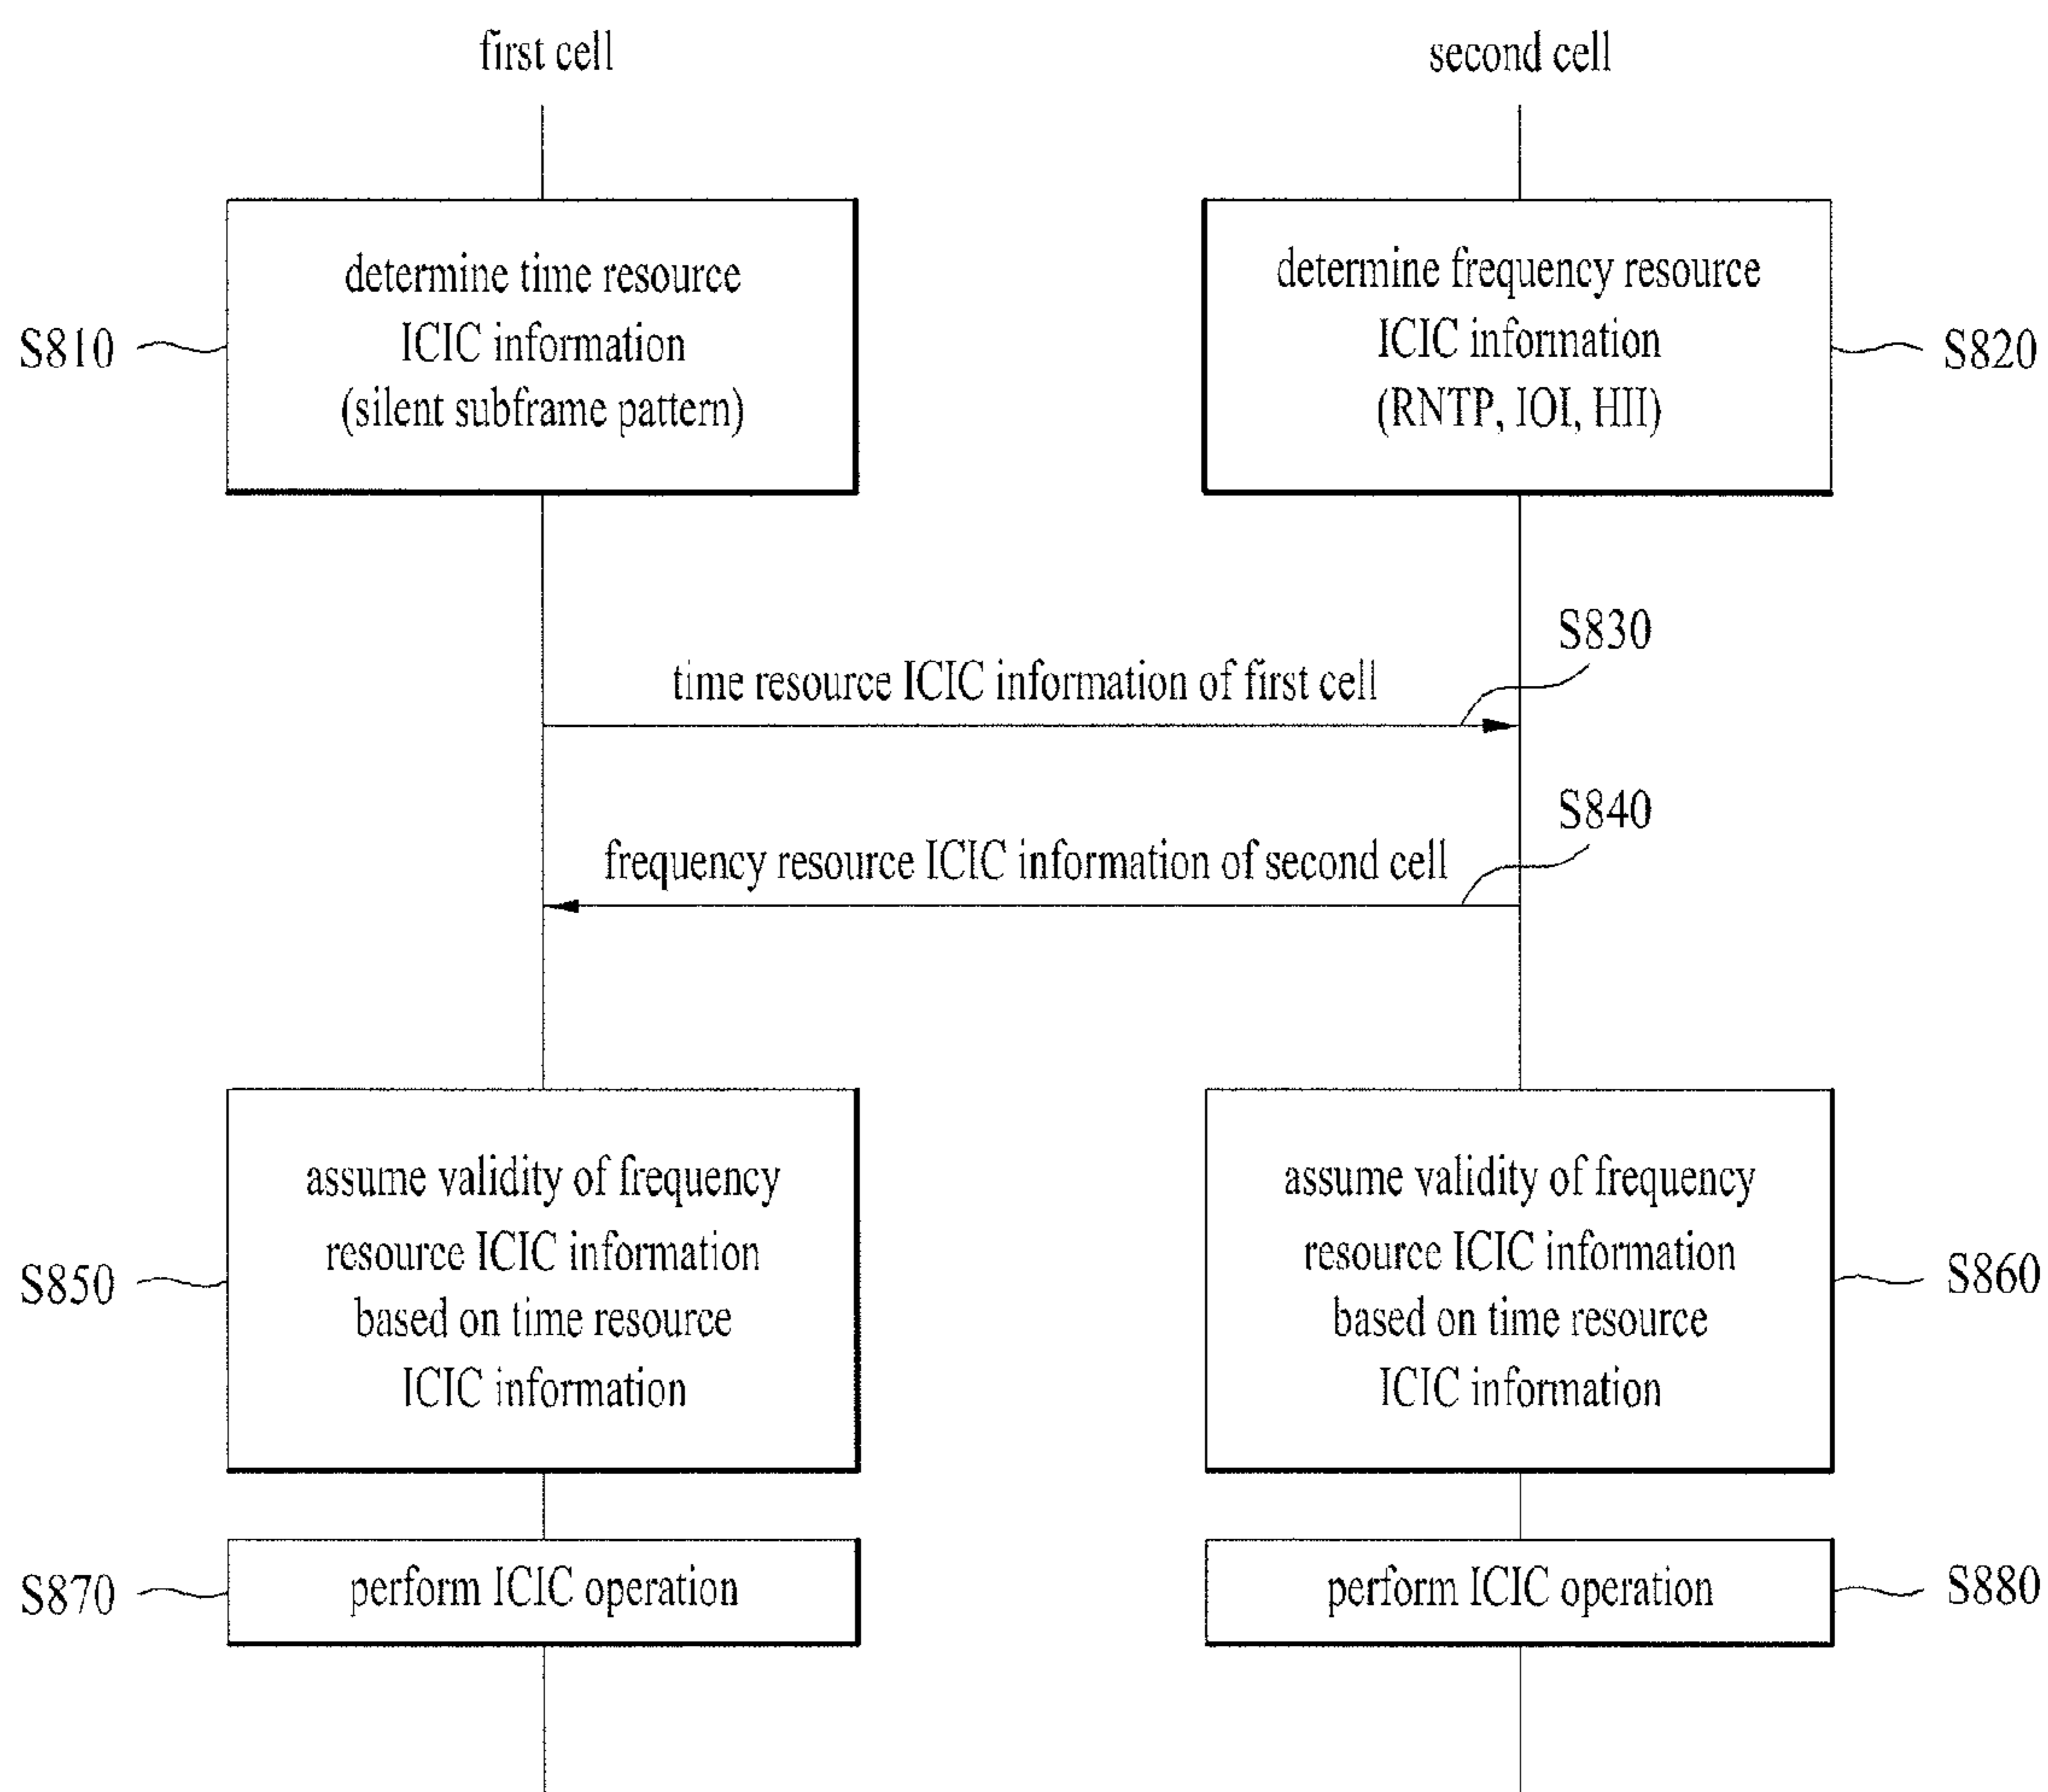 first cell
second cell
determine time resource
ICIC information
(silent subframe pattern)
S810
determine frequency resource
ICIC information
(RNTP, IOI, HII)
S820
S830
time resource ICIC information of first cell
S840
frequency resource ICIC information of second cell
assume validity of frequency
resource ICIC information
based on time resource
ICIC information
S850
assume validity of frequency
resource ICIC information
based on time resource
ICIC information
S860
S870
perform ICIC operation
perform ICIC operation
S880